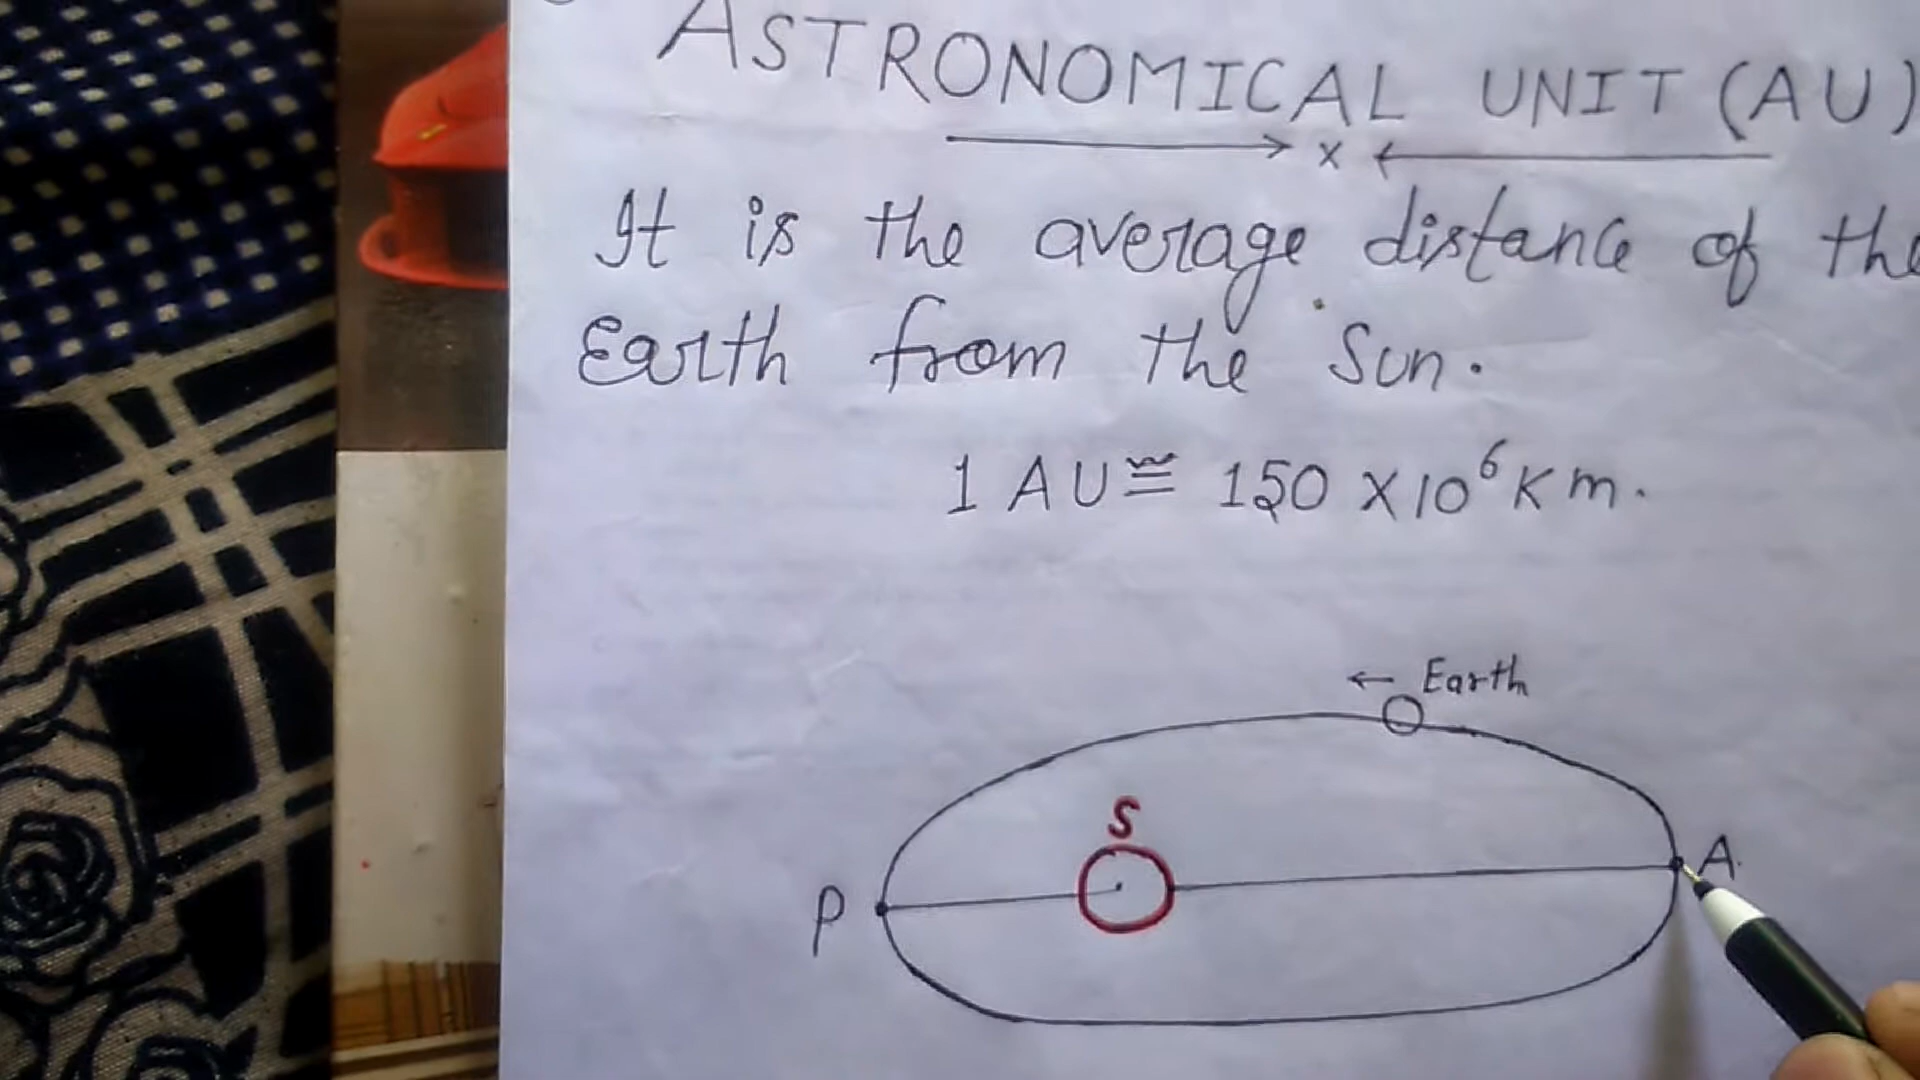 ASTRONOMICAL UNIT (AU)
x
It is the average distance of the
Earth from the Sun.
1 AU ≅ 150 X 10⁶ Km.
← Earth
S
P
A